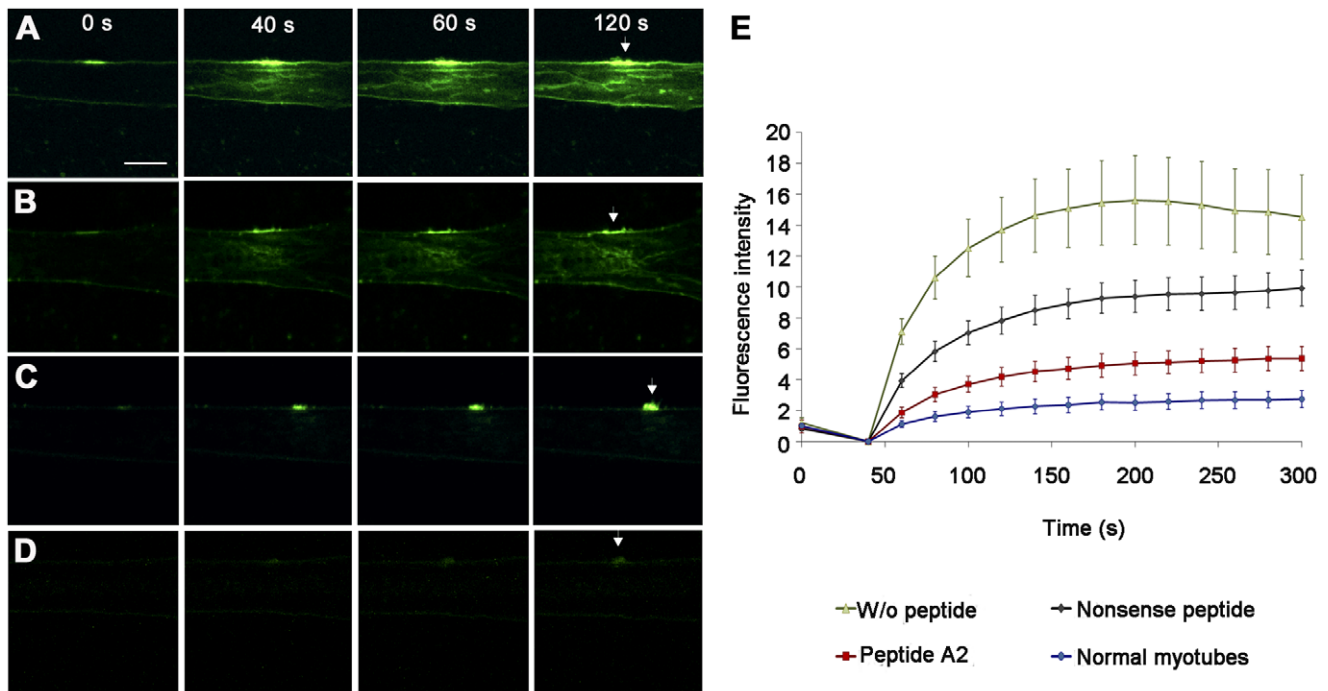 A
0 s
40 s
60 s
120 s
B
C
D
E
20
18
16
14
12
10
8
6
4
2
0
Fluorescence intensity
0
50
100
150
200
250
300
Time (s)
W/o peptide
Nonsense peptide
Peptide A2
Normal myotubes